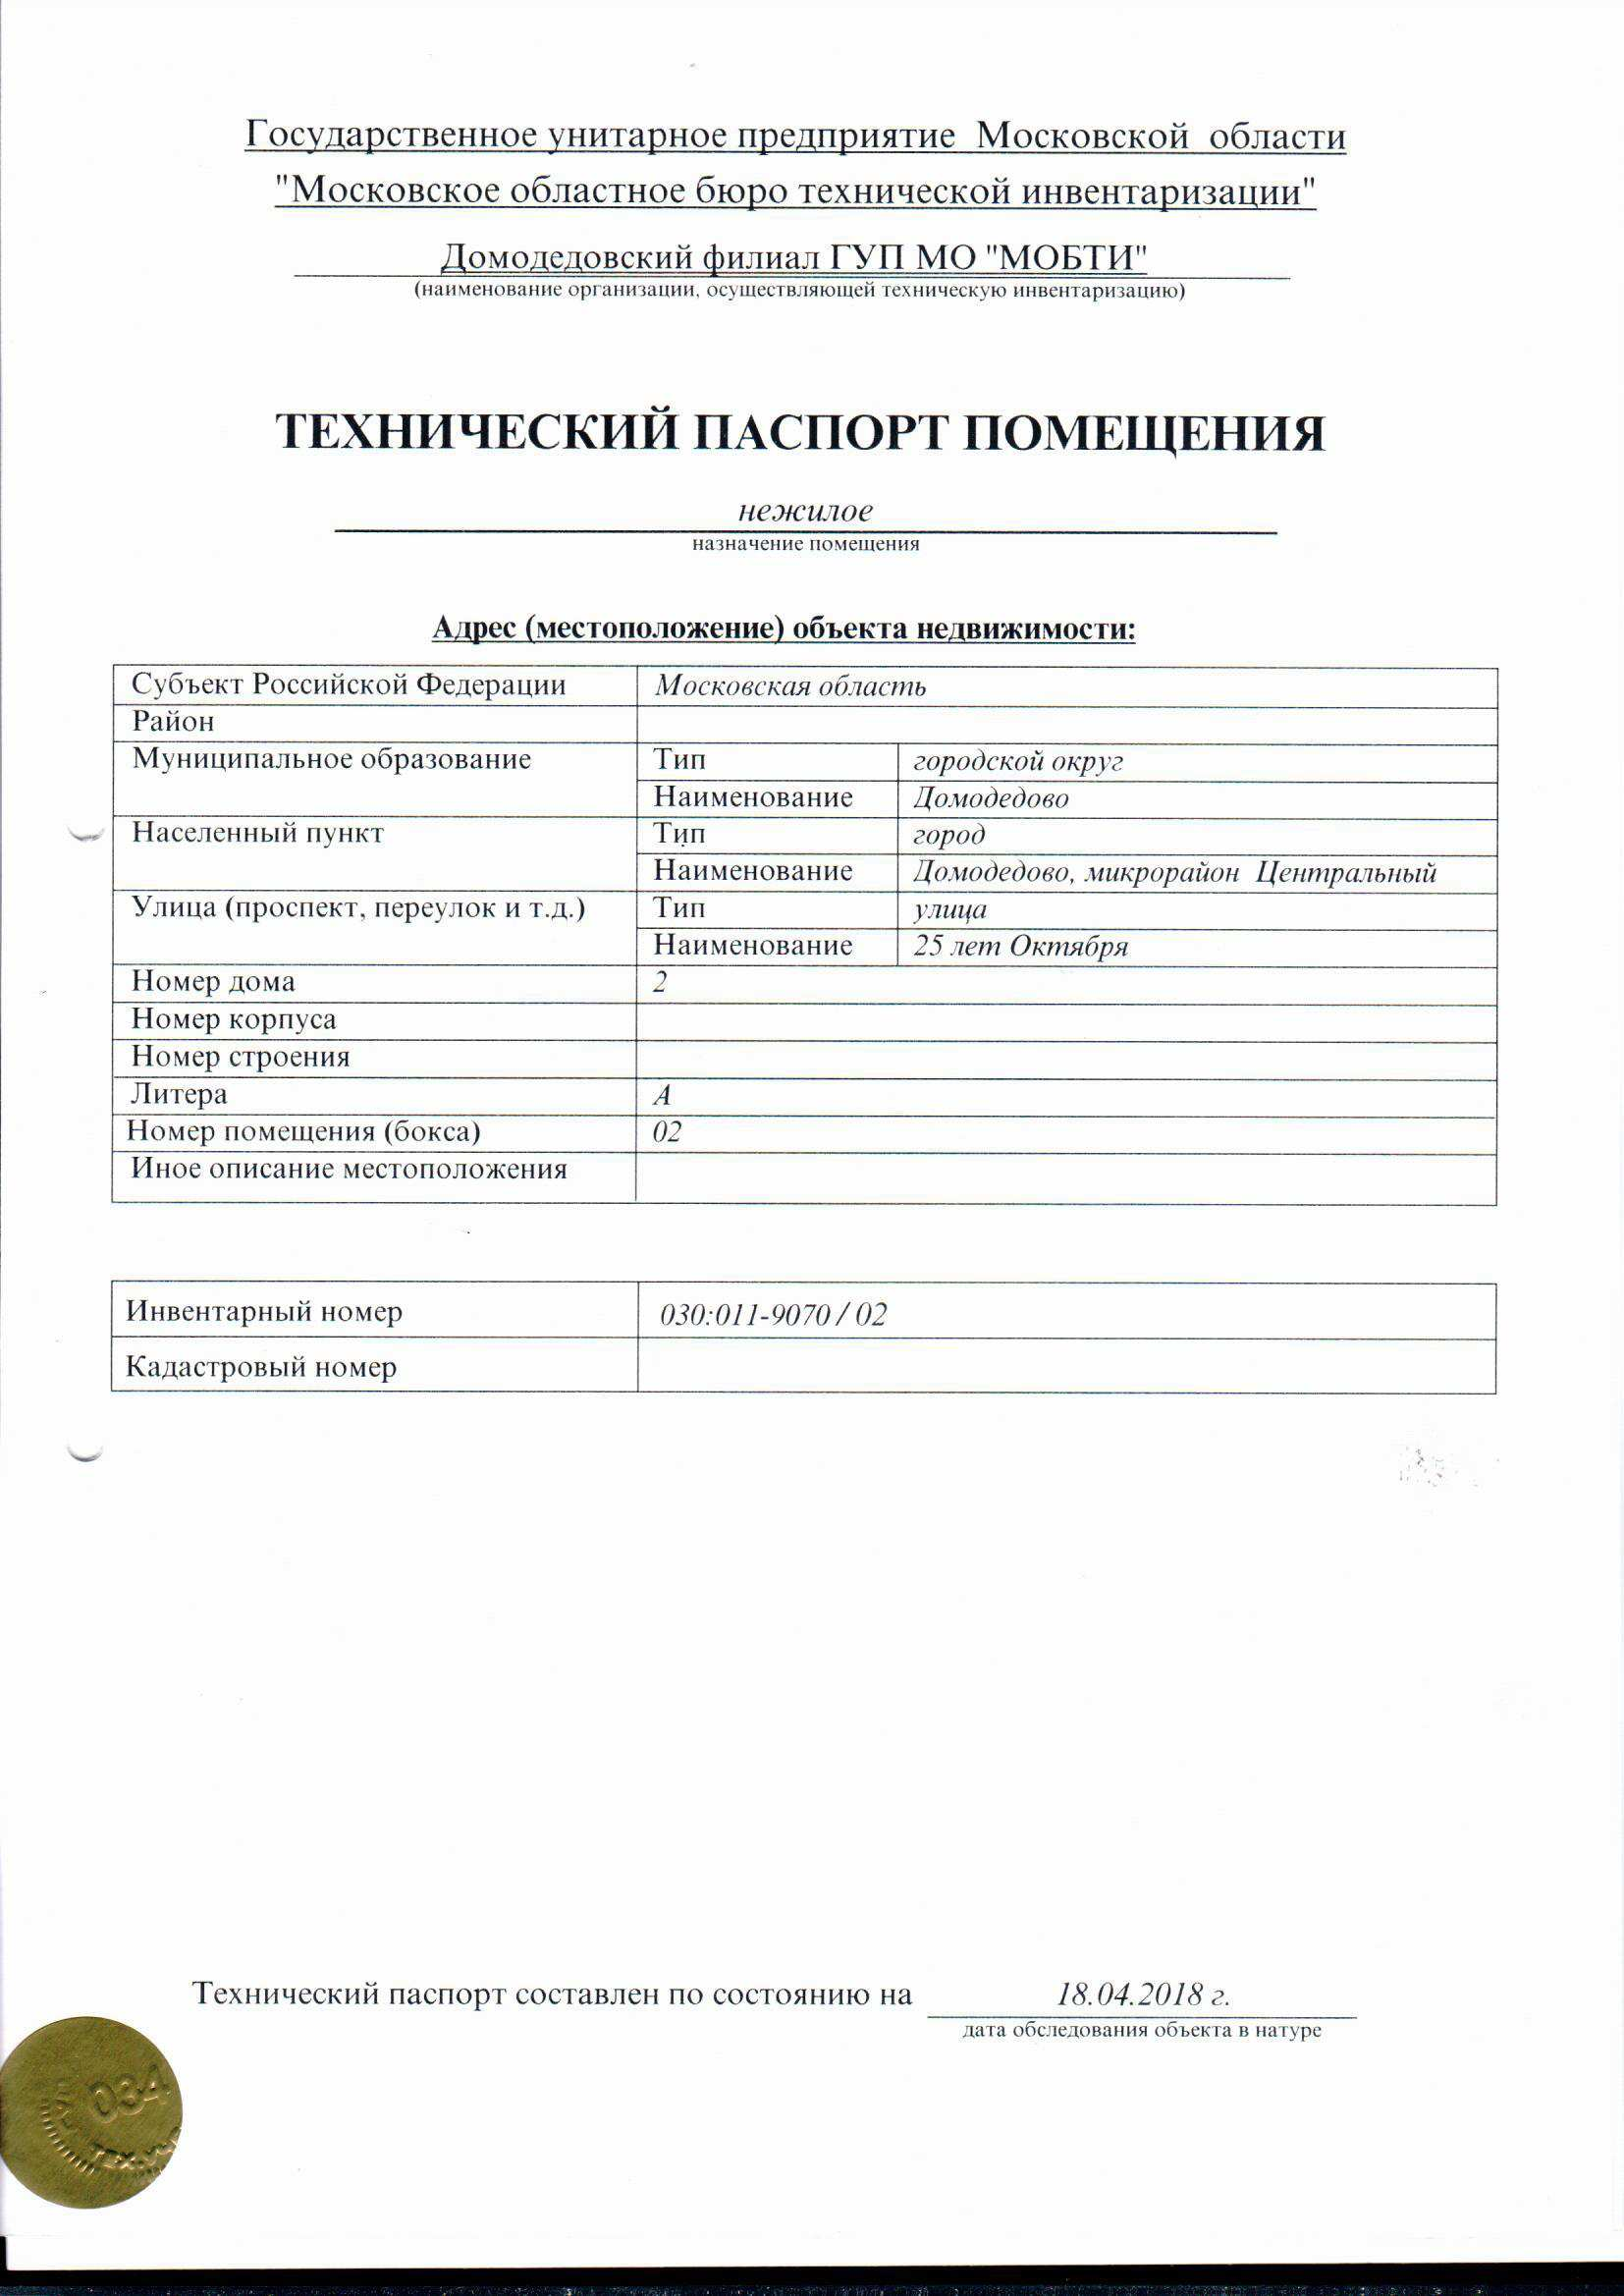 Государственное унитарное предприятие Московской области
"Московское областное бюро технической инвентаризации"
Домодедовский филиал ГУП МО "МОБТИ"
(наименование организации, осуществляющей техническую инвентаризацию)
ТЕХНИЧЕСКИЙ ПАСПОРТ ПОМЕЩЕНИЯ
нежилое
назначение помещения
Адрес (местоположение) объекта недвижимости:
Субъект Российской Федерации Московская область
Район
Муниципальное образование Тип городской округ
Наименование Домодедово
Населенный пункт Тип город
Наименование Домодедово, микрорайон Центральный
Улица (проспект, переулок и т.д.) Тип улица
Наименование 25 лет Октября
Номер дома 2
Номер корпуса
Номер строения
Литера А
Номер помещения (бокса) 02
Иное описание местоположения
Инвентарный номер 030:011-9070 / 02
Кадастровый номер
Технический паспорт составлен по состоянию на 18.04.2018 г.
дата обследования объекта в натуре
034